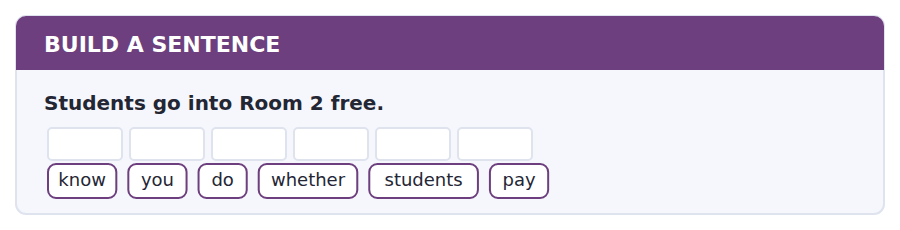 BUILD A SENTENCE
Students go into Room 2 free.
know you do whether students pay